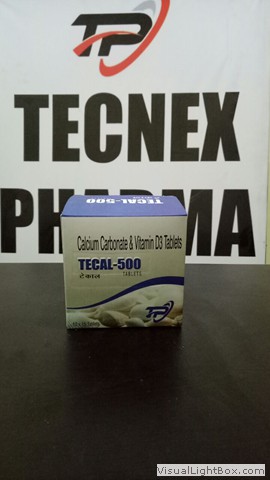 TP
TECNEX
PHARMA
TECAL-500
Calcium Carbonate & Vitamin D3 Tablets
TECAL-500
TABLETS
टेकाल
TP
VisualLightBox.com